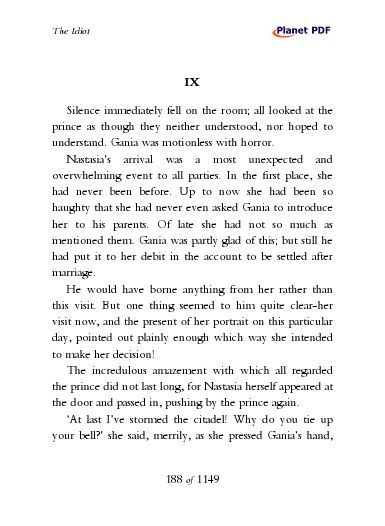 The Idiot
Planet PDF
IX
Silence immediately fell on the room; all looked at the
prince as though they neither understood, nor hoped to
understand. Gania was motionless with horror.
Nastasia's arrival was a most unexpected and
overwhelming event to all parties. In the first place, she
had never been before. Up to now she had been so
haughty that she had never even asked Gania to introduce
her to his parents. Of late she had not so much as
mentioned them. Gania was partly glad of this; but still he
had put it to her debit in the account to be settled after
marriage.
He would have borne anything from her rather than
this visit. But one thing seemed to him quite clear-her
visit now, and the present of her portrait on this particular
day, pointed out plainly enough which way she intended
to make her decision!
The incredulous amazement with which all regarded
the prince did not last long, for Nastasia herself appeared at
the door and passed in, pushing by the prince again.
'At last I've stormed the citadel! Why do you tie up
your bell?' she said, merrily, as she pressed Gania's hand,
188 of 1149